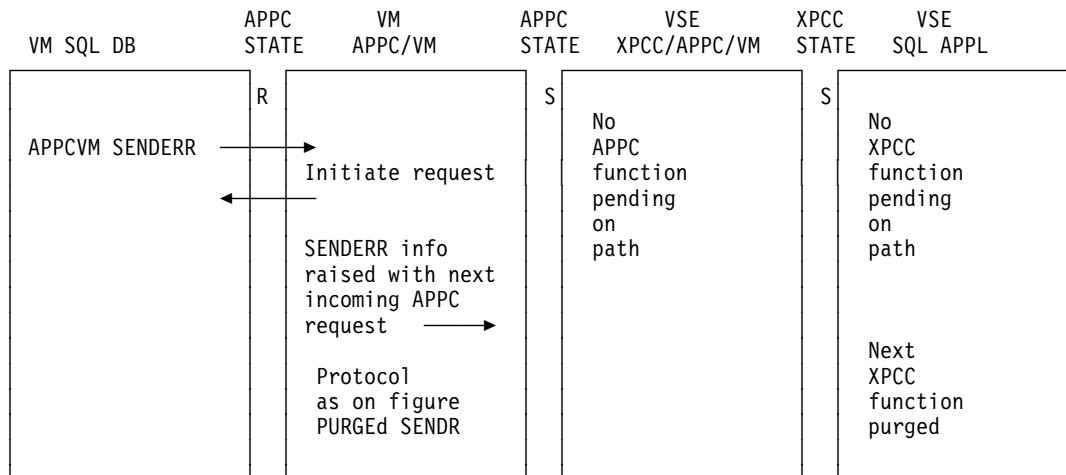 APPC VM APPC VSE XPCC VSE
VM SQL DB STATE APPC/VM STATE XPCC/APPC/VM STATE SQL APPL
R S S
No No
APPCVM SENDERR APPC XPCC
Initiate request function function
pending pending
on on
SENDERR info path path
raised with next
incoming APPC
request
Next
Protocol XPCC
as on figure function
PURGEd SENDR purged